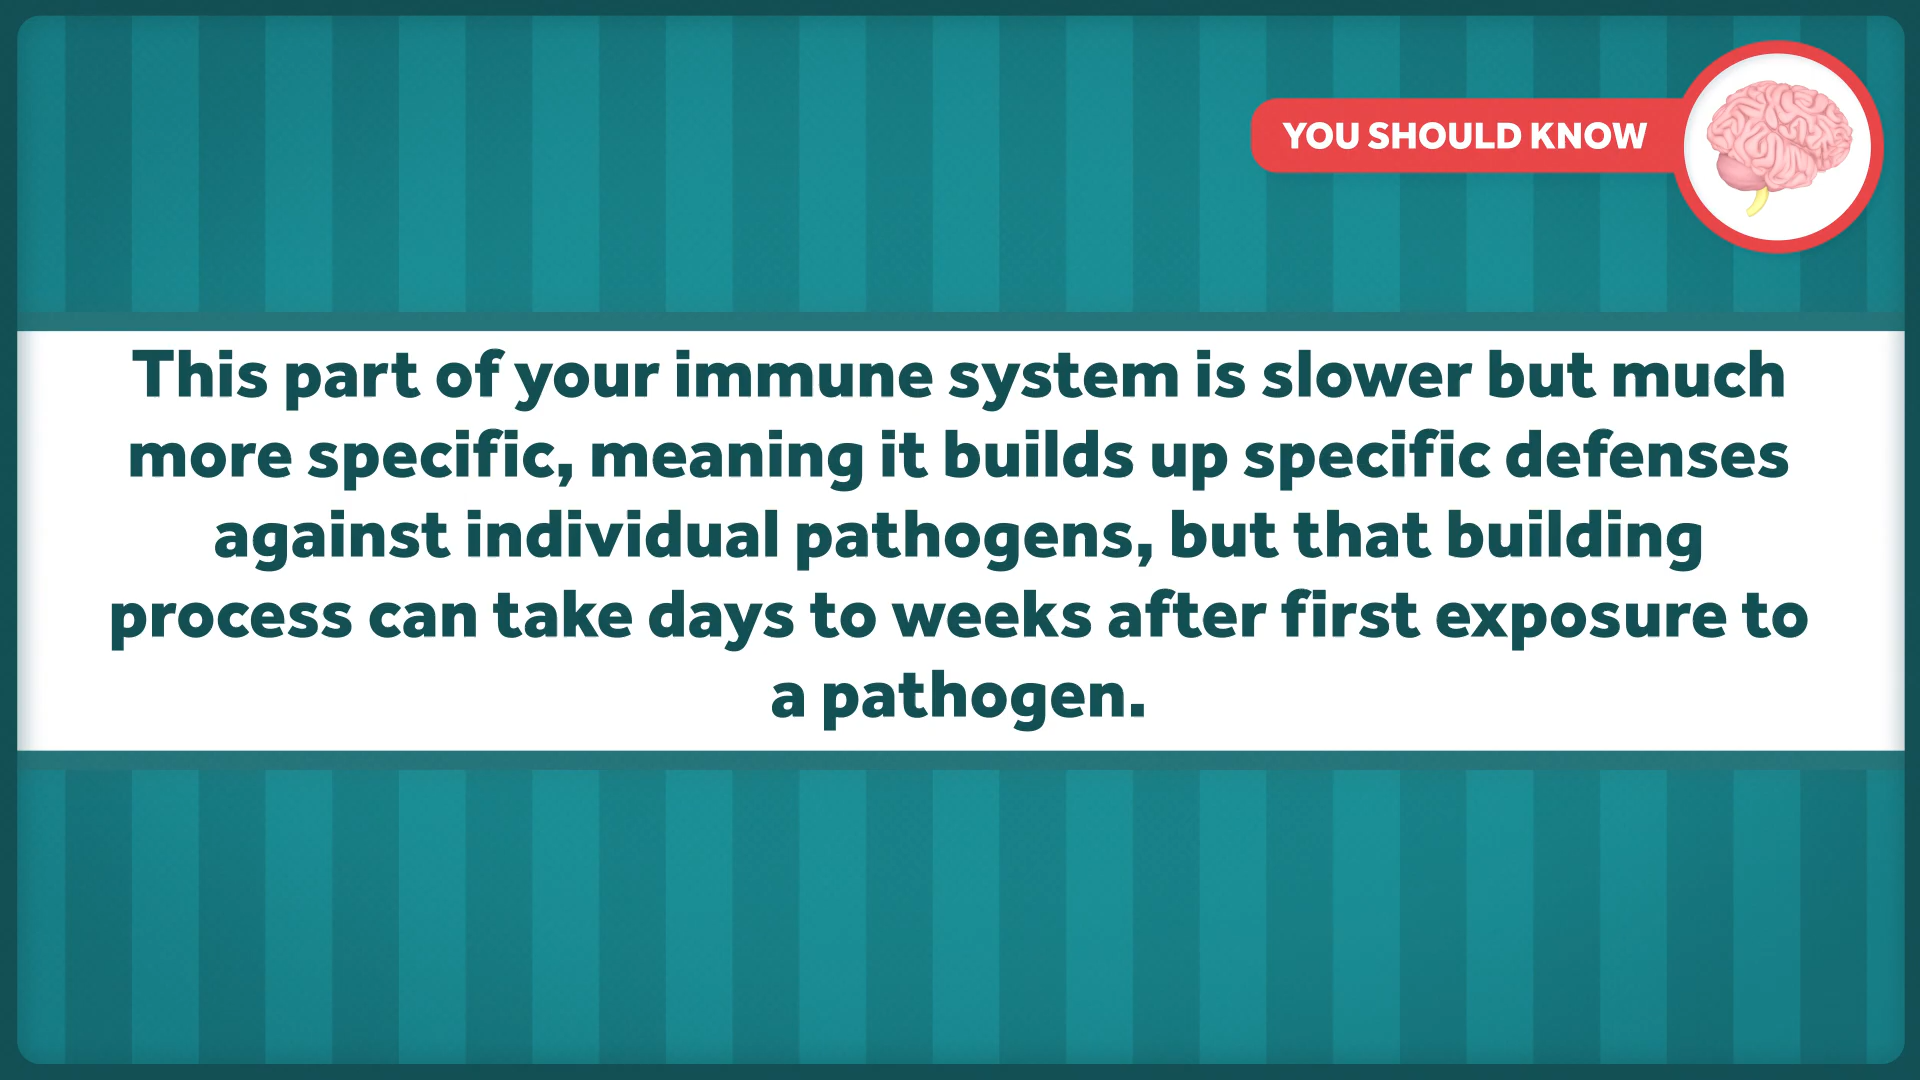 YOU SHOULD KNOW
This part of your immune system is slower but much
more specific, meaning it builds up specific defenses
against individual pathogens, but that building
process can take days to weeks after first exposure to
a pathogen.